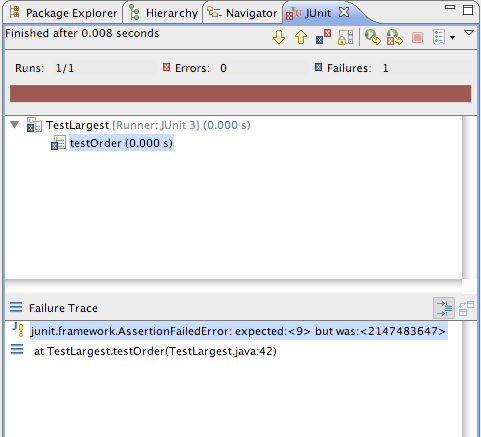 Package Explorer Hierarchy Navigator JUnit
Finished after 0.008 seconds
Runs: 1/1 Errors: 0 Failures: 1
TestLargest [Runner: JUnit 3] (0.000 s)
testOrder (0.000 s)
Failure Trace
junit.framework.AssertionFailedError: expected:<9> but was:<2147483647>
at TestLargest.testOrder(TestLargest.java:42)